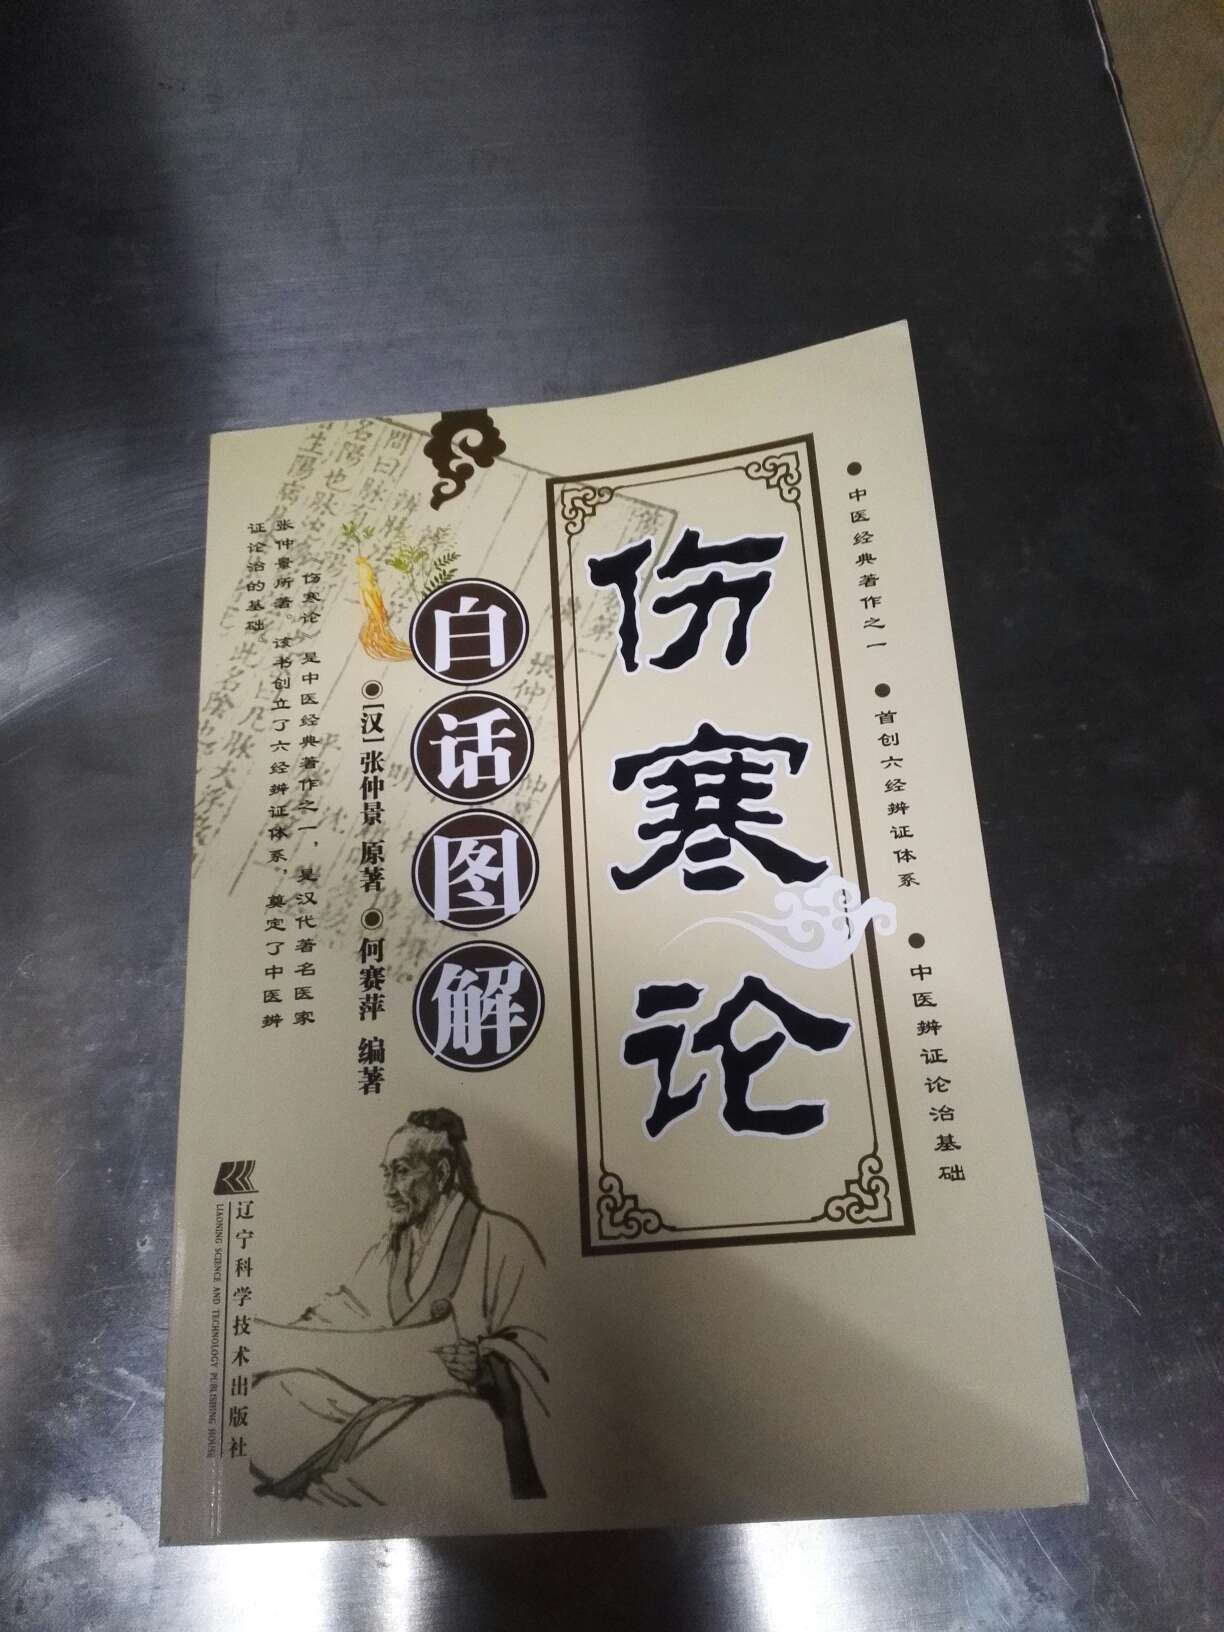 伤寒论
白话图解
中医经典著作之一
首创六经辨证体系
中医辨证论治基础
[汉]张仲景 原著
何赛萍 编著
《伤寒论》是中医经典著作之一，是汉代著名医家
张仲景所著。该书创立了六经辨证体系，奠定了中医辨
证论治的基础。
辽宁科学技术出版社
LIAONING SCIENCE AND TECHNOLOGY PUBLISHING HOUSE